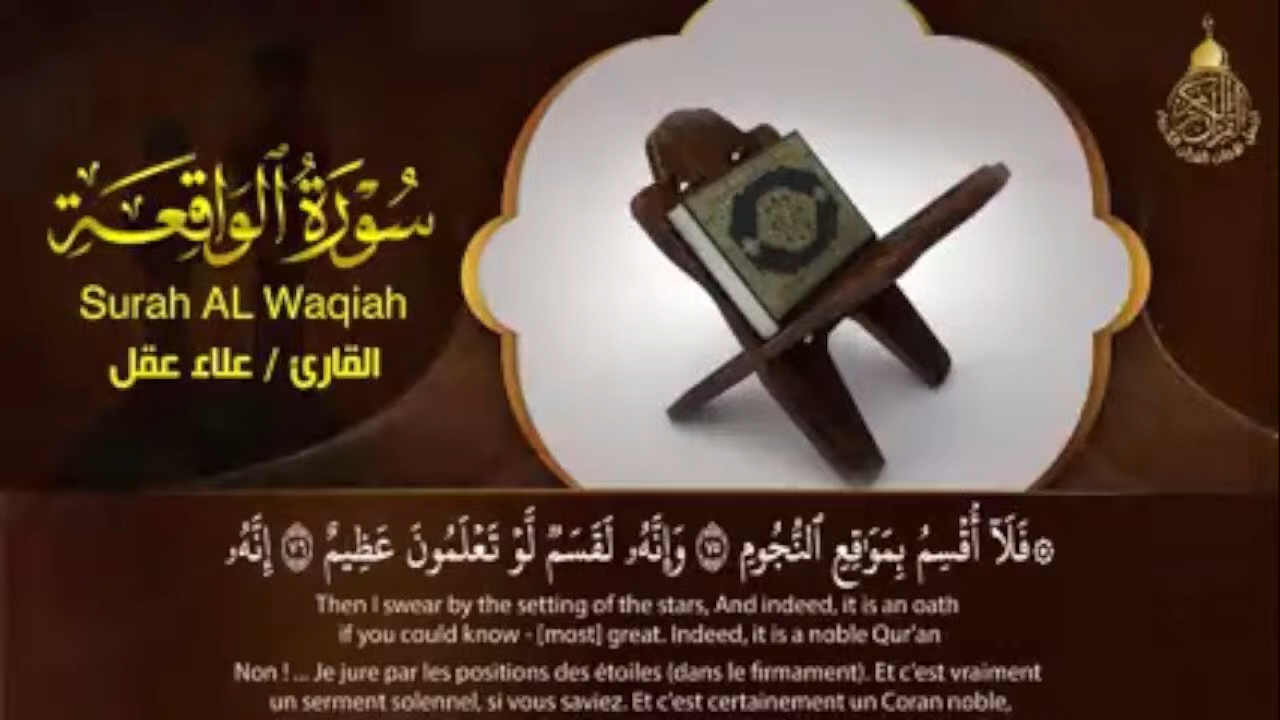 سُورَةُ ٱلْوَاقِعَةِ
Surah AL Waqiah
القارئ / علاء عقل
۞ فَلَآ أُقْسِمُ بِمَوَٰقِعِ ٱلنُّجُومِ ٧٥ وَإِنَّهُۥ لَقَسَمٌ لَّوْ تَعْلَمُونَ عَظِيمٌ ٧٦ إِنَّهُۥ
Then I swear by the setting of the stars, And indeed, it is an oath
if you could know - [most] great. Indeed, it is a noble Qur'an
Non ! ... Je jure par les positions des étoiles (dans le firmament). Et c'est vraiment
un serment solennel, si vous saviez. Et c'est certainement un Coran noble,